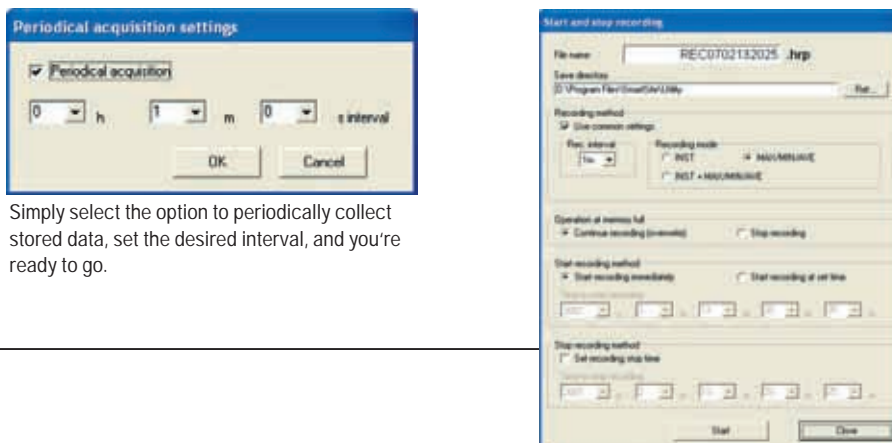 Periodical acquisition settings
Periodical acquisition
0 h 1 m 0 s interval
OK Cancel
Simply select the option to periodically collect
stored data, set the desired interval, and you're
ready to go.
Start and stop recording
File name REC0702132025 .hrp
Save directory
Ref...
Recording method
Use common settings
Rec. interval Recording mode
INST MAX/MIN/AVE
INST + MAX/MIN/AVE
Operation at memory full
Continue recording (overwrite) Stop recording
Start recording method
Start recording immediately Start recording at set time
Stop recording method
Set recording stop time
Start Close